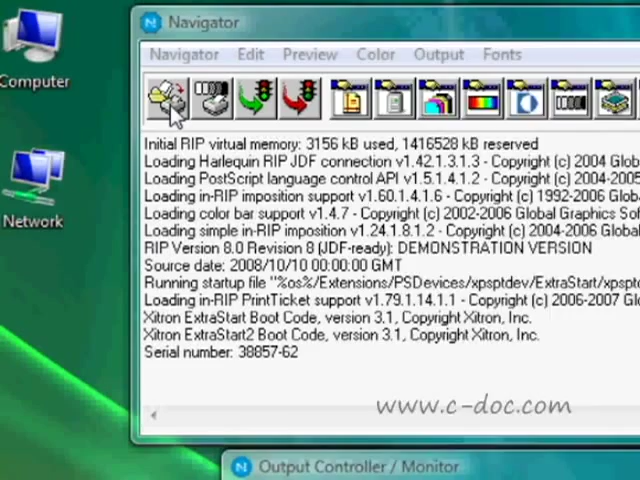 Computer
Network
Navigator
Navigator Edit Preview Color Output Fonts
Initial RIP virtual memory: 3156 kB used, 1416528 kB reserved
Loading Harlequin RIP JDF connection v1.42.1.3.1.3 - Copyright (c) 2004 Glob
Loading PostScript language control API v1.5.1.4.1.2 - Copyright (c) 2004-2005
Loading in-RIP imposition support v1.60.1.4.1.6 - Copyright (c) 1992-2006 Global
Loading color bar support v1.4.7 - Copyright (c) 2002-2006 Global Graphics Sof
Loading simple in-RIP imposition v1.24.1.8.1.2 - Copyright (c) 2004-2006 Global
RIP Version 8.0 Revision 8 (JDF-ready): DEMONSTRATION VERSION
Source date: 2008/10/10 00:00:00 GMT
Running startup file "%os%/Extensions/PSDevices/xpsptdev/ExtraStart/xpspt
Loading in-RIP PrintTicket support v1.79.1.14.1.1 - Copyright (c) 2006-2007 Glo
Xitron ExtraStart Boot Code, version 3.1, Copyright Xitron, Inc.
Xitron ExtraStart2 Boot Code, version 3.1, Copyright Xitron, Inc.
Serial number: 38857-62
www.c-doc.com
Output Controller / Monitor